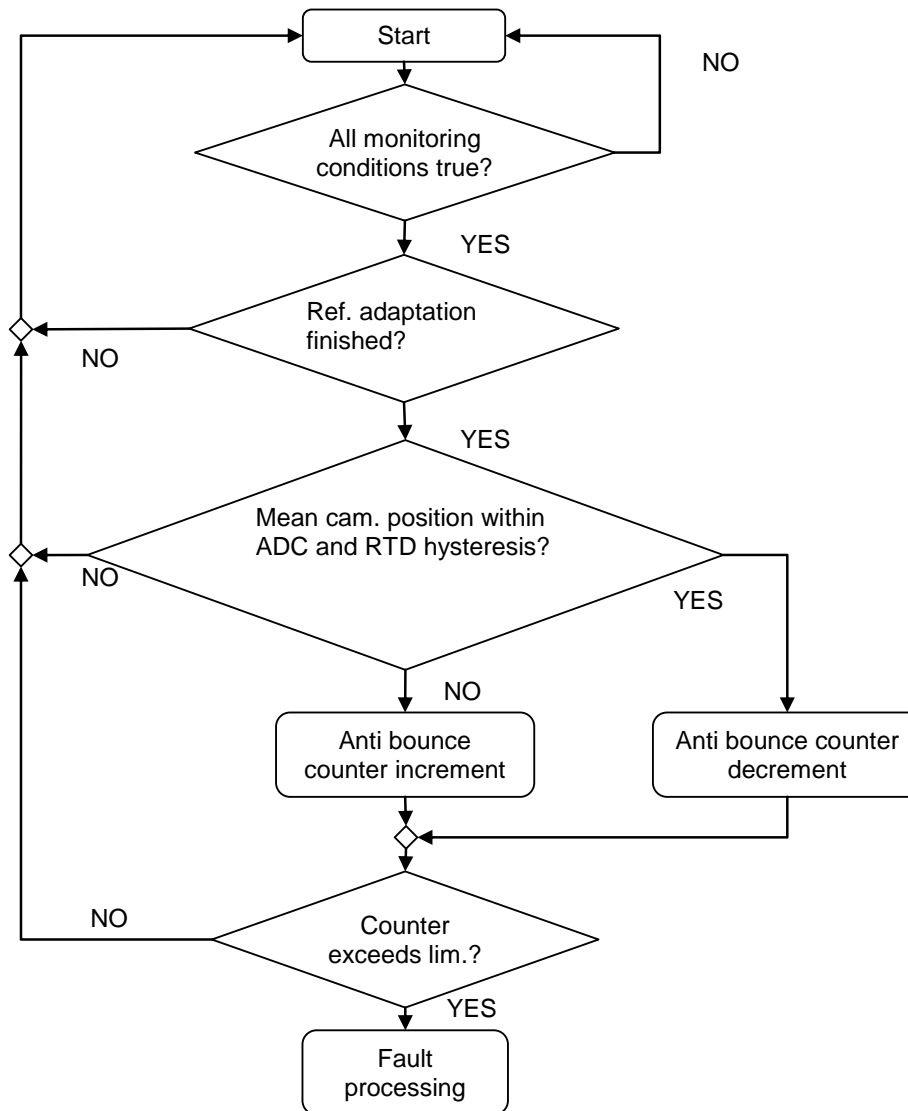 Start
NO
All monitoring
conditions true?
YES
Ref. adaptation
finished?
NO
YES
Mean cam. position within
ADC and RTD hysteresis?
NO
YES
NO
Anti bounce
counter increment
Anti bounce counter
decrement
NO
Counter
exceeds lim.?
YES
Fault
processing